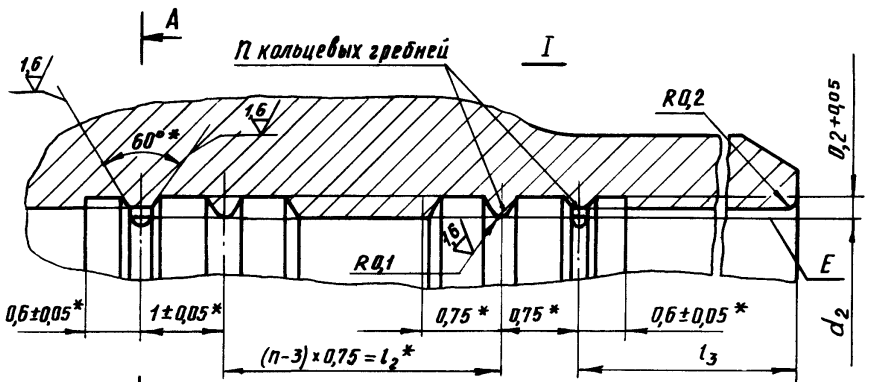 A
п кольцевых гребней
I
1,6
1,6
60°*
R0,2
0,2+0,05
1,6
R0,1
E
d₂
0,6±0,05*
1±0,05*
0,75*
0,75*
0,6±0,05*
(n-3)×0,75=l₂*
l₃